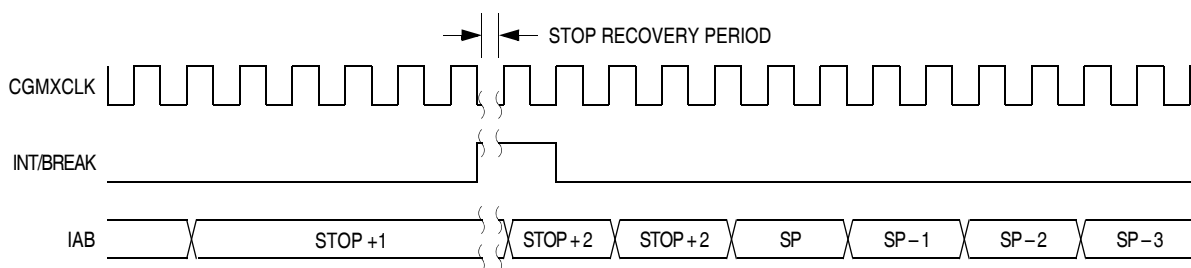 STOP RECOVERY PERIOD
CGMXCLK
INT/BREAK
IAB STOP +1 STOP + 2 STOP + 2 SP SP – 1 SP – 2 SP – 3